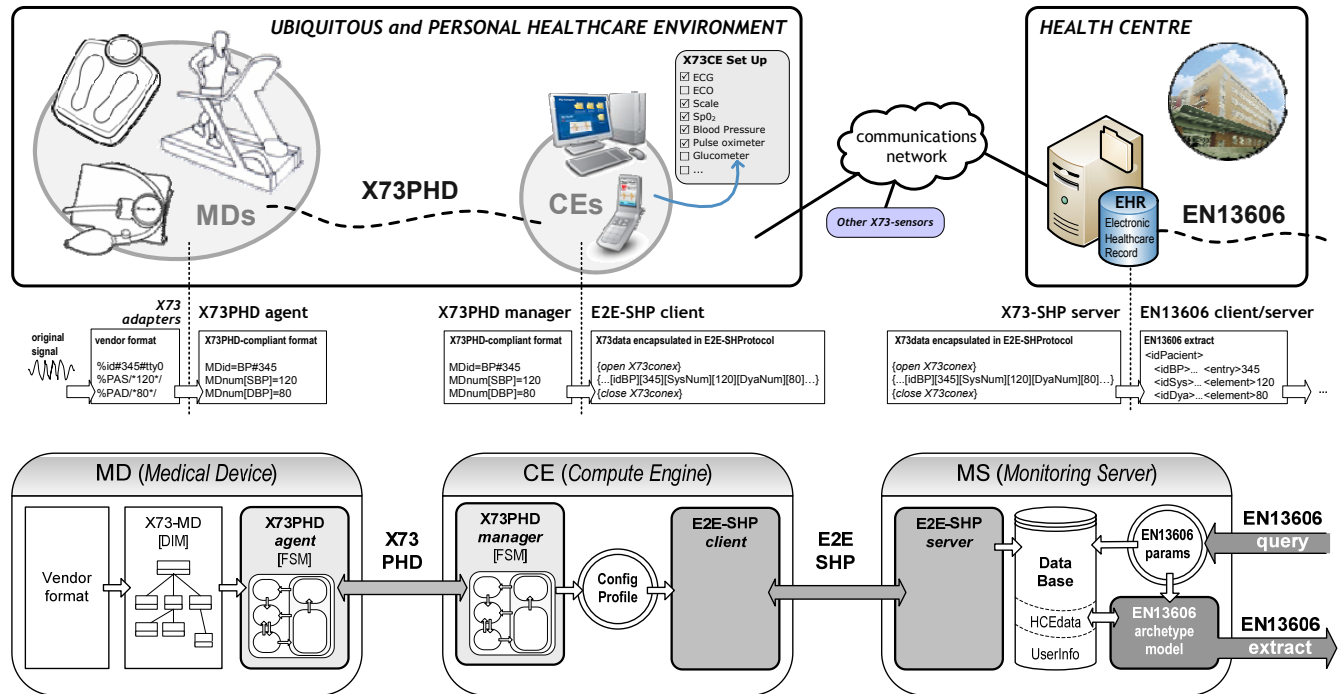 UBIQUITOUS and PERSONAL HEALTHCARE ENVIRONMENT
HEALTH CENTRE
X73CE Set Up
ECG
ECO
Scale
Sp0₂
Blood Pressure
Pulse oximeter
Glucometer
...
MDs
X73PHD
CEs
communications
network
Other X73-sensors
EHR
Electronic
Healthcare
Record
EN13606
X73
adapters
X73PHD agent
X73PHD manager
E2E-SHP client
X73-SHP server
EN13606 client/server
original
signal
vendor format
%id#345#tty0
%PAS/*120*/
%PAD/*80*/
X73PHD-compliant format
MDid=BP#345
MDnum[SBP]=120
MDnum[DBP]=80
X73PHD-compliant format
MDid=BP#345
MDnum[SBP]=120
MDnum[DBP]=80
X73data encapsulated in E2E-SHProtocol
{open X73conex}
{...[idBP][345][SysNum][120][DyaNum][80]...}
{close X73conex}
X73data encapsulated in E2E-SHProtocol
{open X73conex}
{...[idBP][345][SysNum][120][DyaNum][80]...}
{close X73conex}
EN13606 extract
<idPacient>
<idBP>... <entry>345
<idSys>...<element>120
<idDya>...<element>80
...
MD (Medical Device)
CE (Compute Engine)
MS (Monitoring Server)
Vendor
format
X73-MD
[DIM]
X73PHD
agent
[FSM]
X73
PHD
X73PHD
manager
[FSM]
Config
Profile
E2E-SHP
client
E2E
SHP
E2E-SHP
server
Data
Base
HCEdata
UserInfo
EN13606
params
EN13606
archetype
model
EN13606
query
EN13606
extract